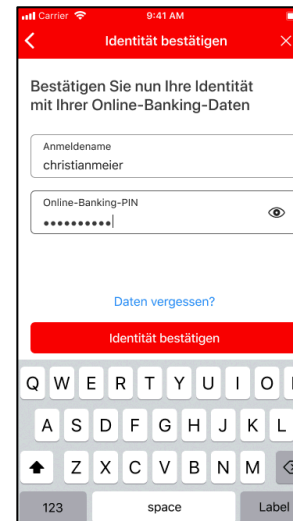 Carrier 9:41 AM
Identität bestätigen
Bestätigen Sie nun Ihre Identität
mit Ihrer Online-Banking-Daten
Anmeldename
christianmeier
Online-Banking-PIN
••••••••••
Daten vergessen?
Identität bestätigen
Q W E R T Y U I O
A S D F G H J K L
Z X C V B N M
123 space Label